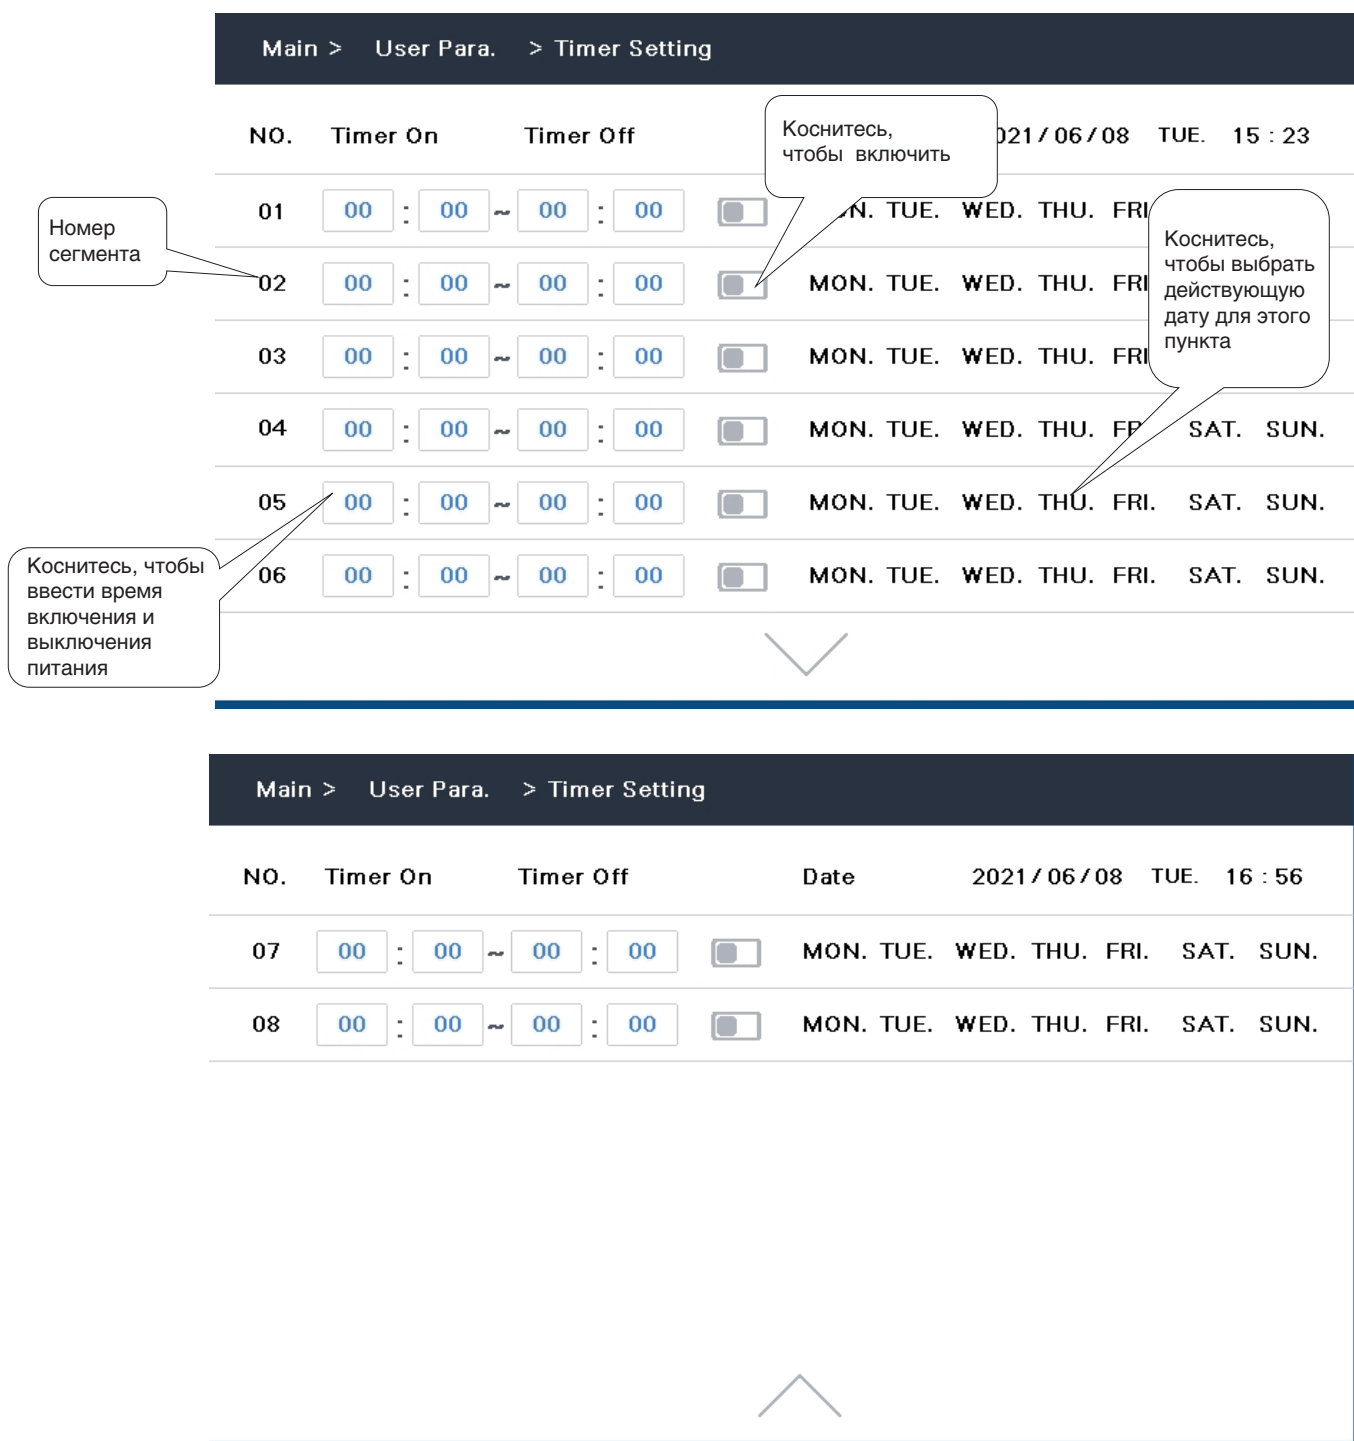 Main > User Para. > Timer Setting
NO. Timer On Timer Off 021 / 06 / 08 TUE. 15 : 23
Коснитесь,
чтобы включить
01 00 : 00 ~ 00 : 00 TUE. WED. THU. FRI
Номер
сегмента
Коснитесь,
чтобы выбрать
действующую
дату для этого
пункта
02 00 : 00 ~ 00 : 00 MON. TUE. WED. THU. FRI
03 00 : 00 ~ 00 : 00 MON. TUE. WED. THU. FRI
04 00 : 00 ~ 00 : 00 MON. TUE. WED. THU. SAT. SUN.
05 00 : 00 ~ 00 : 00 MON. TUE. WED. THU. FRI. SAT. SUN.
06 00 : 00 ~ 00 : 00 MON. TUE. WED. THU. FRI. SAT. SUN.
Коснитесь, чтобы
ввести время
включения и
выключения
питания
Main > User Para. > Timer Setting
NO. Timer On Timer Off Date 2021 / 06 / 08 TUE. 16 : 56
07 00 : 00 ~ 00 : 00 MON. TUE. WED. THU. FRI. SAT. SUN.
08 00 : 00 ~ 00 : 00 MON. TUE. WED. THU. FRI. SAT. SUN.